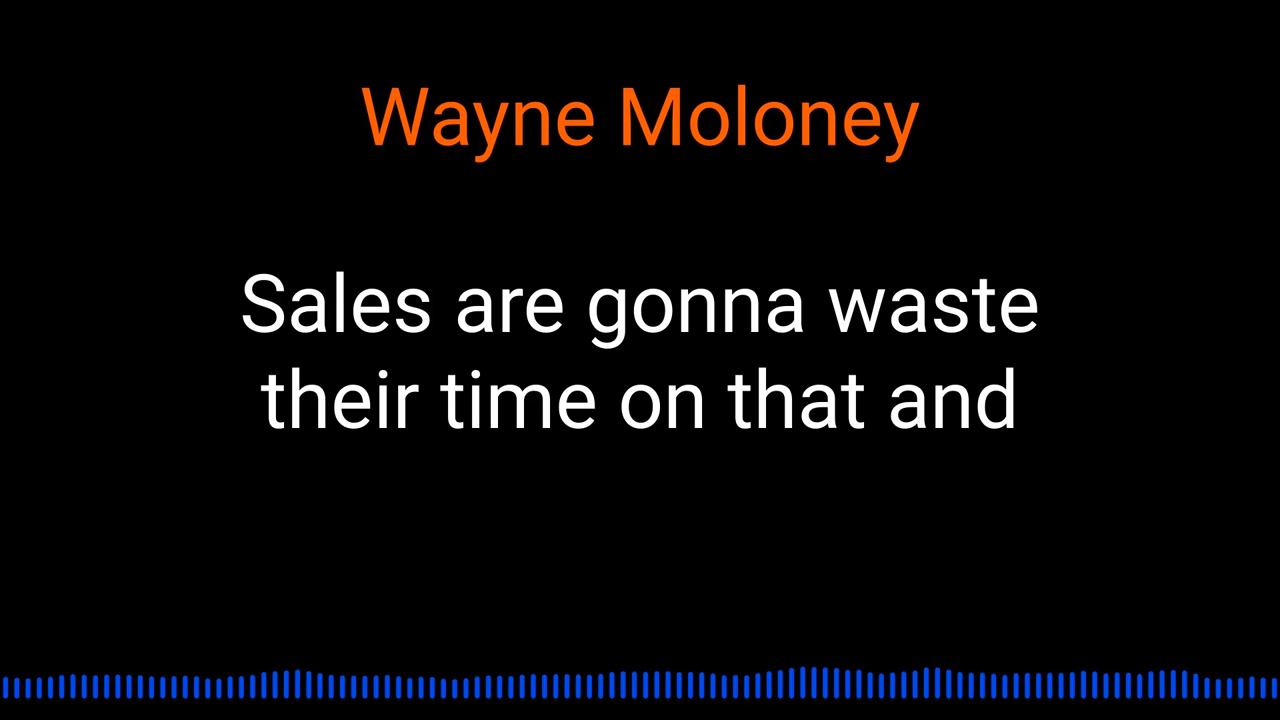 Wayne Moloney
Sales are gonna waste
their time on that and